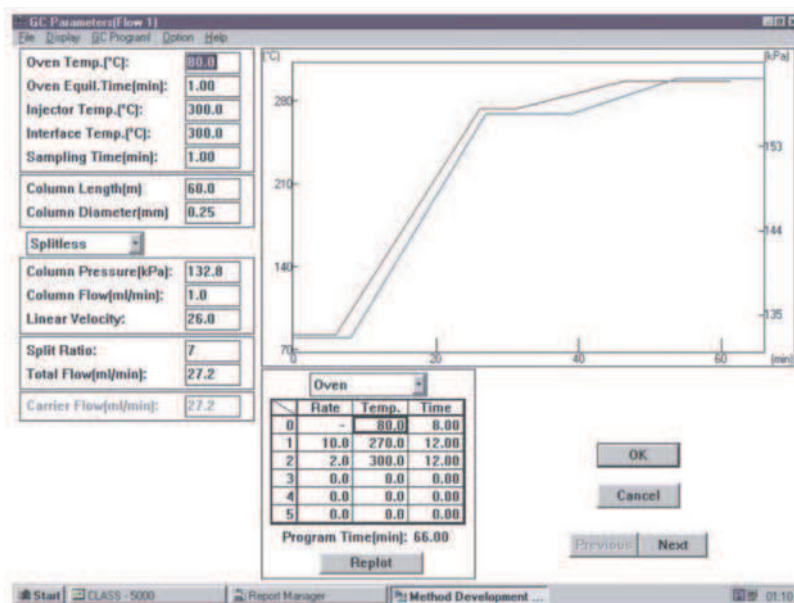 GC Parameters(Flow 1)
File Display GC Program! Option Help
Oven Temp.(°C): 80.0
Oven Equil.Time(min): 1.00
Injector Temp.(°C): 300.0
Interface Temp.(°C): 300.0
Sampling Time(min): 1.00
Column Length(m) 60.0
Column Diameter(mm) 0.25
Splitless
Column Pressure(kPa): 132.8
Column Flow(ml/min): 1.0
Linear Velocity: 26.0
Split Ratio: 7
Total Flow(ml/min): 27.2
Carrier Flow(ml/min): 27.2
(°C) (kPa)
280
153
210
144
140
135
70
0 20 40 60 (min)
Oven
Rate Temp. Time
0 - 80.0 8.00
1 10.0 270.0 12.00
2 2.0 300.0 12.00
3 0.0 0.0 0.00
4 0.0 0.0 0.00
5 0.0 0.0 0.00
Program Time(min): 66.00
Replot
OK
Cancel
Previous Next
Start CLASS - 5000 Report Manager Method Development ... 01:10